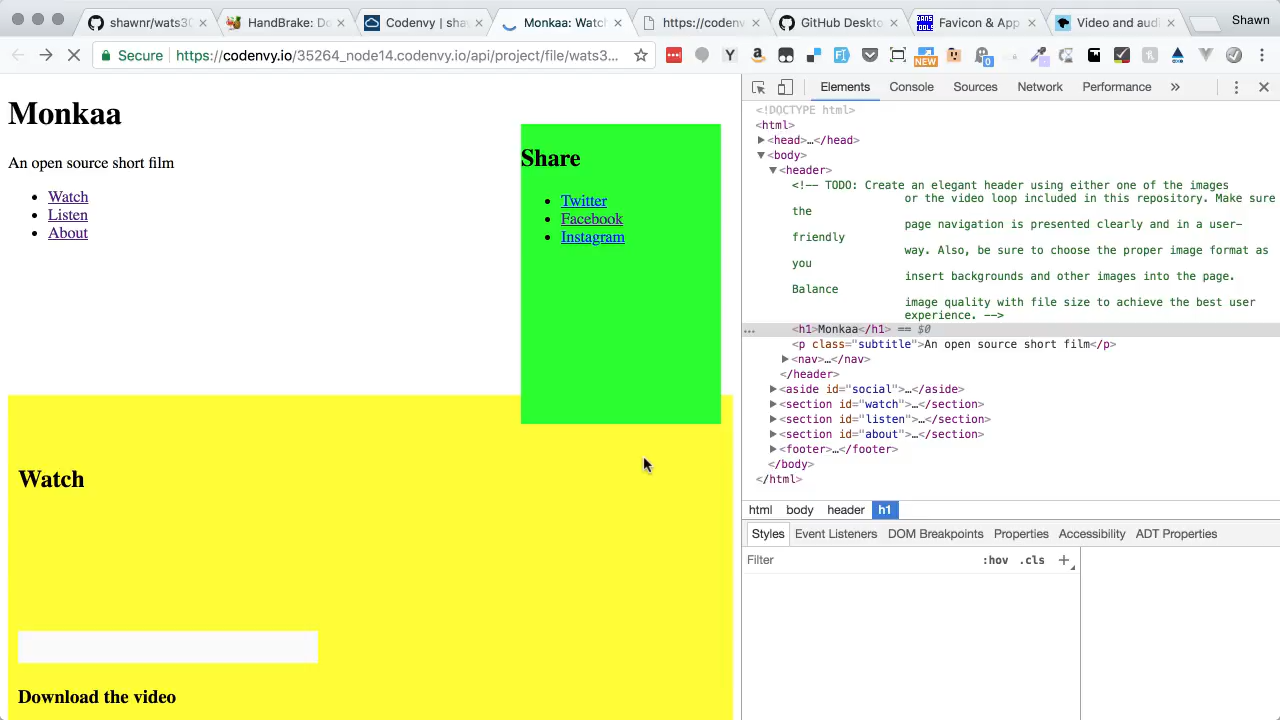 shawnr/wats30
HandBrake: Do
Codenvy | shaw
Monkaa: Watch
https://codenv
GitHub Deskto
Favicon & App
Video and audi
Shawn
Secure
https://codenvy.io/35264_node14.codenvy.io/api/project/file/wats3...
Monkaa
An open source short film
Watch
Listen
About
Share
Twitter
Facebook
Instagram
Watch
Download the video
Elements Console Sources Network Performance »
<!DOCTYPE html>
<html>
<head>…</head>
<body>
<header>
<!-- TODO: Create an elegant header using either one of the images
or the video loop included in this repository. Make sure
the
page navigation is presented clearly and in a user-
friendly
way. Also, be sure to choose the proper image format as
you
insert backgrounds and other images into the page.
Balance
image quality with file size to achieve the best user
experience. -->
... <h1>Monkaa</h1> == $0
<p class="subtitle">An open source short film</p>
<nav>…</nav>
</header>
<aside id="social">…</aside>
<section id="watch">…</section>
<section id="listen">…</section>
<section id="about">…</section>
<footer>…</footer>
</body>
</html>
html body header h1
Styles Event Listeners DOM Breakpoints Properties Accessibility ADT Properties
Filter :hov .cls +